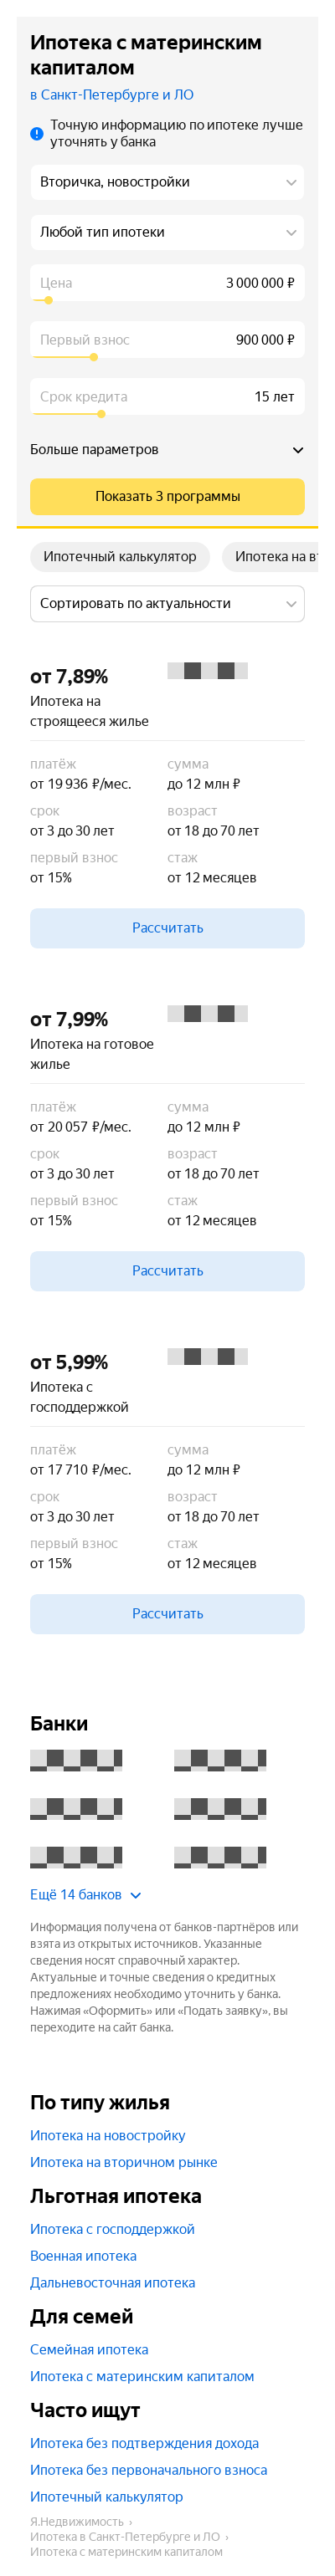 Ипотека с материнским
капиталом
в Санкт-Петербурге и ЛО
Точную информацию по ипотеке лучше
уточнять у банка
Вторичка, новостройки
Любой тип ипотеки
Цена 3 000 000 ₽
Первый взнос 900 000 ₽
Срок кредита 15 лет
Больше параметров
Показать 3 программы
Ипотечный калькулятор Ипотека на вт
Сортировать по актуальности
от 7,89%
Ипотека на
строящееся жилье
платёж сумма
от 19 936 ₽/мес. до 12 млн ₽
срок возраст
от 3 до 30 лет от 18 до 70 лет
первый взнос стаж
от 15% от 12 месяцев
Рассчитать
от 7,99%
Ипотека на готовое
жилье
платёж сумма
от 20 057 ₽/мес. до 12 млн ₽
срок возраст
от 3 до 30 лет от 18 до 70 лет
первый взнос стаж
от 15% от 12 месяцев
Рассчитать
от 5,99%
Ипотека с
господдержкой
платёж сумма
от 17 710 ₽/мес. до 12 млн ₽
срок возраст
от 3 до 30 лет от 18 до 70 лет
первый взнос стаж
от 15% от 12 месяцев
Рассчитать
Банки
Ещё 14 банков
Информация получена от банков-партнёров или
взята из открытых источников. Указанные
сведения носят справочный характер.
Актуальные и точные сведения о кредитных
предложениях необходимо уточнить у банка.
Нажимая «Оформить» или «Подать заявку», вы
переходите на сайт банка.
По типу жилья
Ипотека на новостройку
Ипотека на вторичном рынке
Льготная ипотека
Ипотека с господдержкой
Военная ипотека
Дальневосточная ипотека
Для семей
Семейная ипотека
Ипотека с материнским капиталом
Часто ищут
Ипотека без подтверждения дохода
Ипотека без первоначального взноса
Ипотечный калькулятор
Я.Недвижимость ›
Ипотека в Санкт-Петербурге и ЛО ›
Ипотека с материнским капиталом